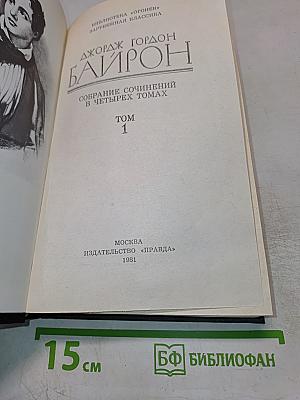 БИБЛИОТЕКА «ОГОНЕК»
ЗАРУБЕЖНАЯ КЛАССИКА
ДЖОРДЖ ГОРДОН
БАЙРОН
СОБРАНИЕ СОЧИНЕНИЙ
В ЧЕТЫРЕХ ТОМАХ
ТОМ
1
МОСКВА
ИЗДАТЕЛЬСТВО «ПРАВДА»
1981
15 см
БФ БИБЛИОФАН